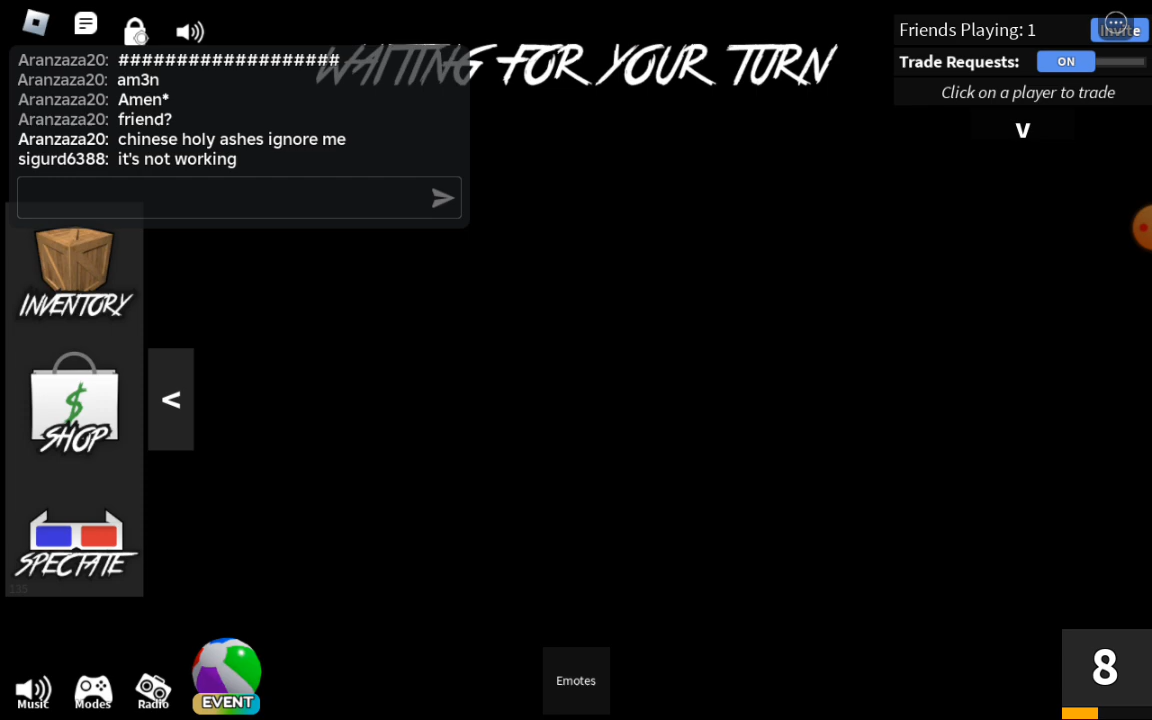 WAITING FOR YOUR TURN
Aranzaza20: ###################
Aranzaza20: am3n
Aranzaza20: Amen*
Aranzaza20: friend?
Aranzaza20: chinese holy ashes ignore me
sigurd6388: it's not working
Friends Playing: 1
Invite
Trade Requests: ON
Click on a player to trade
v
INVENTORY
$
SHOP
<
SPECTATE
135
Music
Modes
Radio
EVENT
Emotes
8